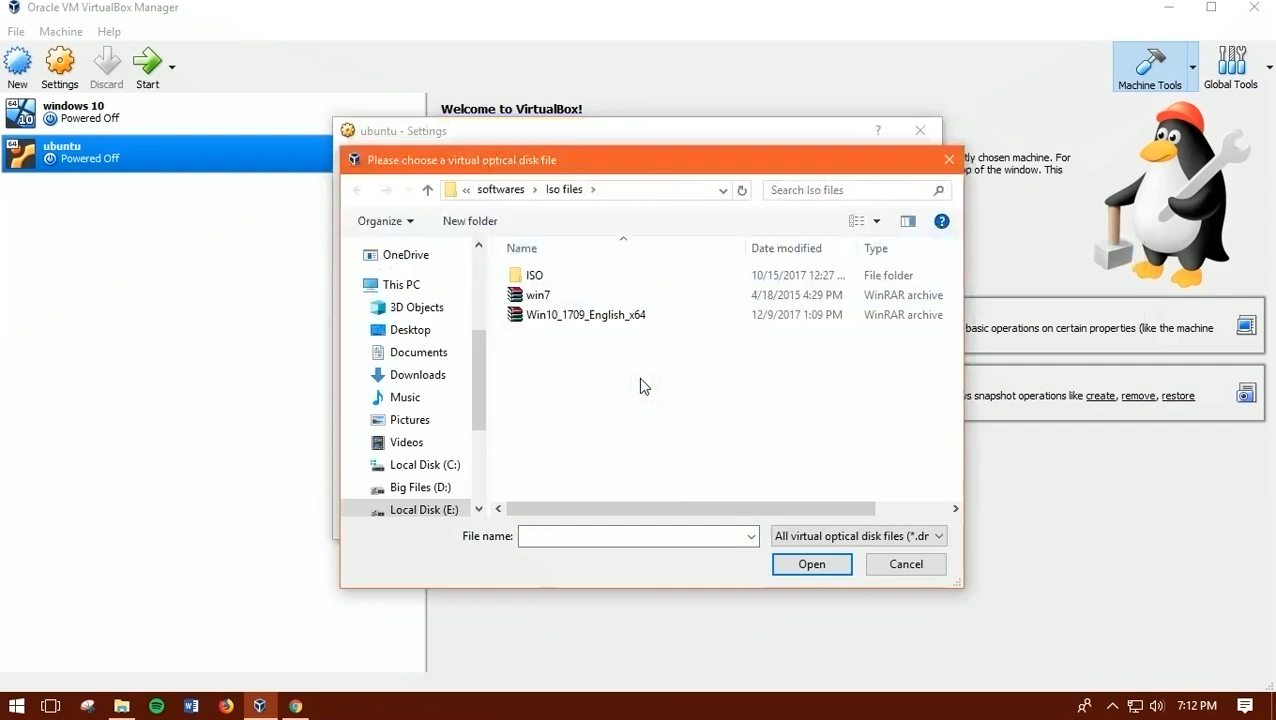 Oracle VM VirtualBox Manager
File Machine Help
New Settings Discard Start Machine Tools Global Tools
64 windows 10
10 Powered Off
64 ubuntu
Powered Off
Welcome to VirtualBox!
ubuntu - Settings ?
Please choose a virtual optical disk file
tly chosen machine. For
op of the window. This
« softwares › Iso files › Search Iso files
Organize New folder
Name Date modified Type
OneDrive
This PC
3D Objects
Desktop
Documents
Downloads
Music
Pictures
Videos
Local Disk (C:)
Big Files (D:)
Local Disk (E:)
ISO 10/15/2017 12:27 ... File folder
win7 4/18/2015 4:29 PM WinRAR archive
Win10_1709_English_x64 12/9/2017 1:09 PM WinRAR archive
basic operations on certain properties (like the machine
s snapshot operations like create, remove, restore
File name: All virtual optical disk files (*.dr
Open Cancel
7:12 PM